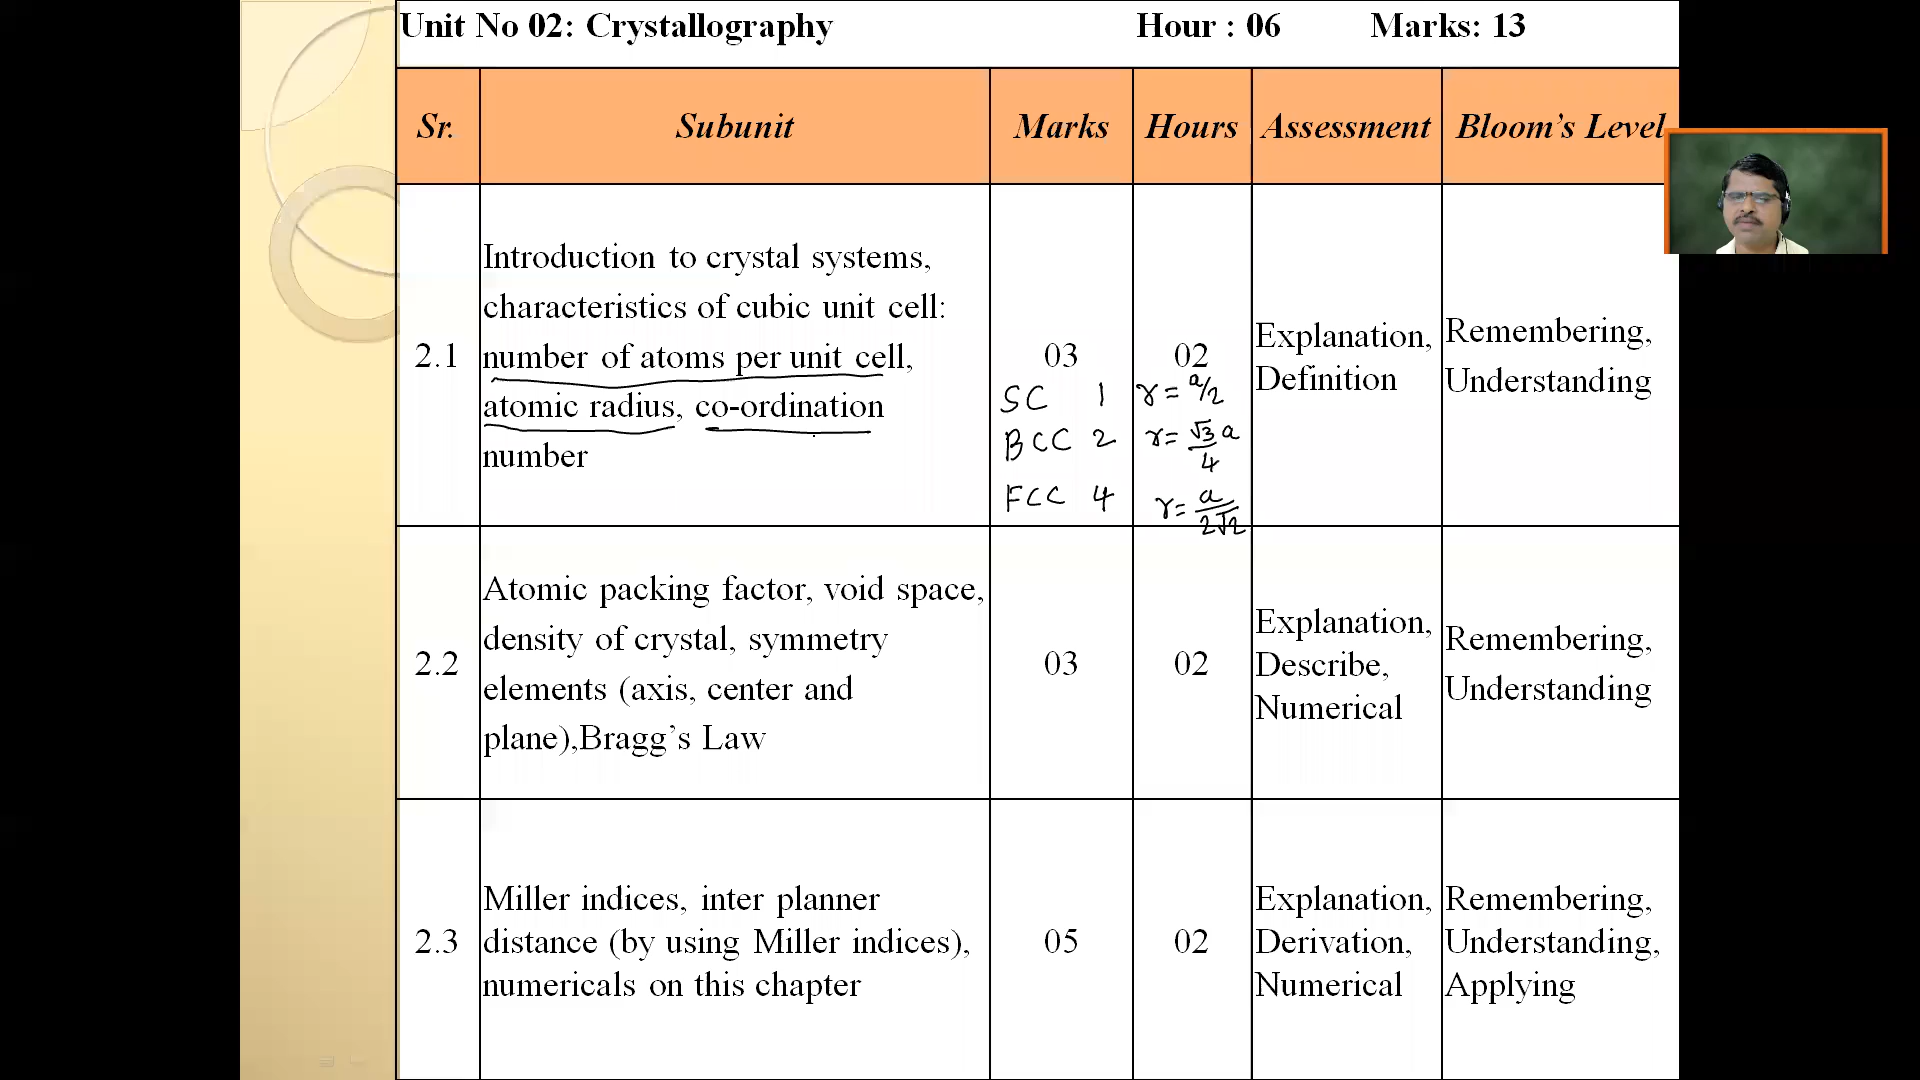 Unit No 02: Crystallography Hour : 06 Marks: 13
Sr. Subunit Marks Hours Assessment Bloom’s Level
2.1
Introduction to crystal systems,
characteristics of cubic unit cell:
number of atoms per unit cell,
atomic radius, co-ordination
number
03
SC 1
BCC 2
FCC 4
02
r = a/2
r = √3 a / 4
r = a / 2√2
Explanation,
Definition
Remembering,
Understanding
2.2
Atomic packing factor, void space,
density of crystal, symmetry
elements (axis, center and
plane),Bragg’s Law
03
02
Explanation,
Describe,
Numerical
Remembering,
Understanding
2.3
Miller indices, inter planner
distance (by using Miller indices),
numericals on this chapter
05
02
Explanation,
Derivation,
Numerical
Remembering,
Understanding,
Applying